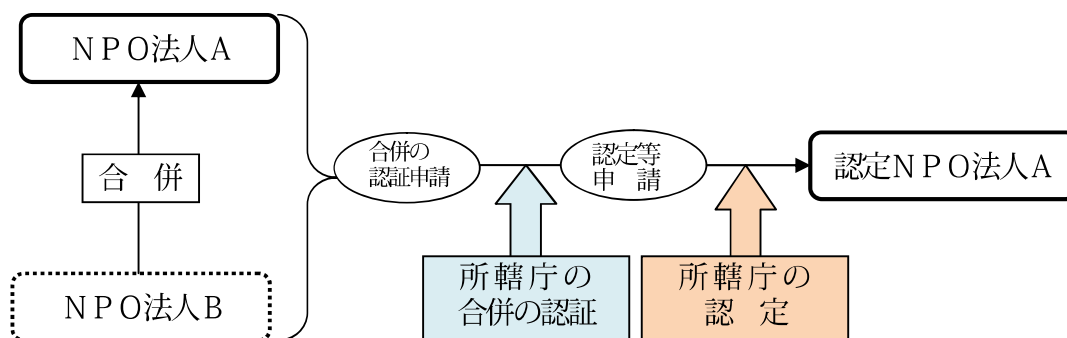 ＮＰＯ法人Ａ
合　併
ＮＰＯ法人Ｂ
合併の
認証申請
認定等
申　請
認定ＮＰＯ法人Ａ
所轄庁の
合併の認証
所轄庁の
認　定